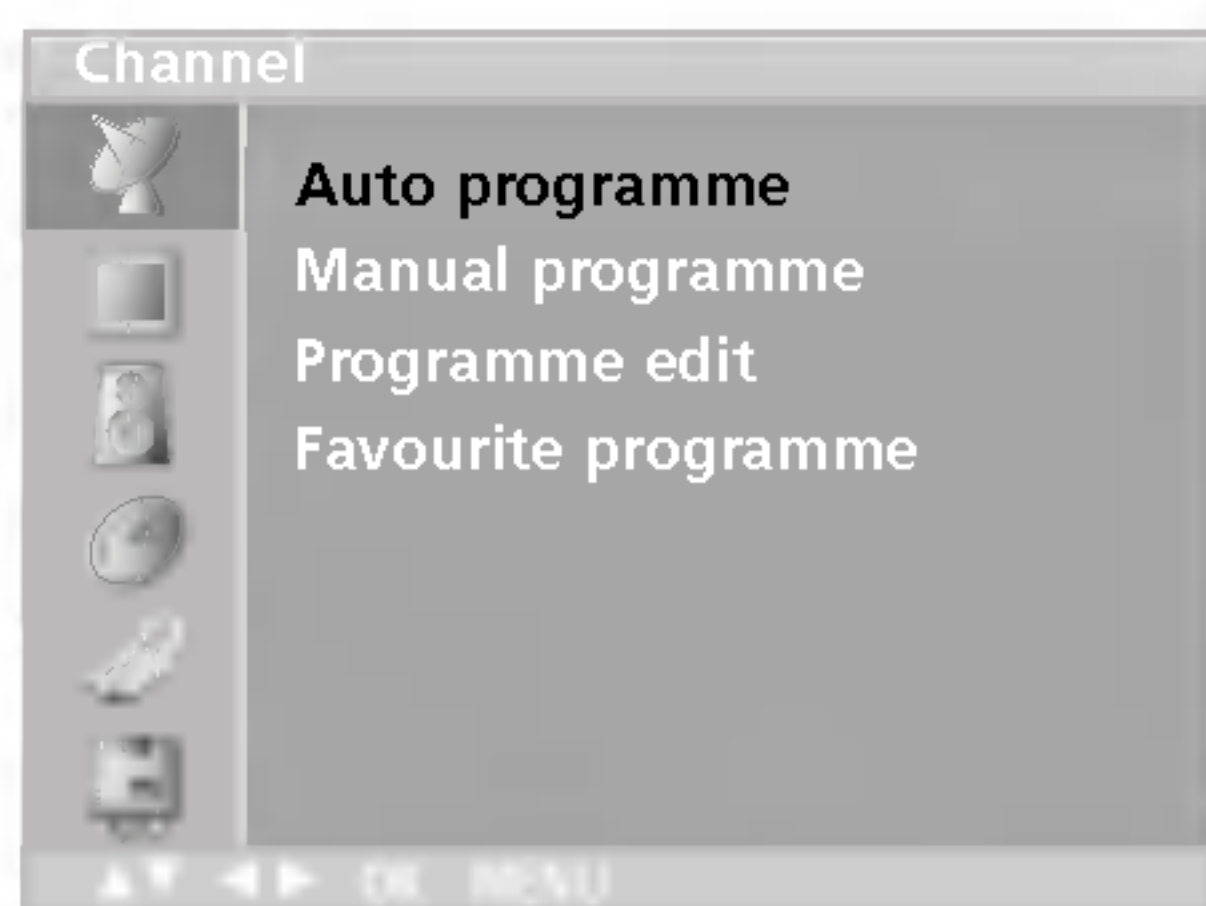 Channel
Auto programme
Manual programme
Programme edit
Favourite programme
▲▼ ◀▶ OK MENU